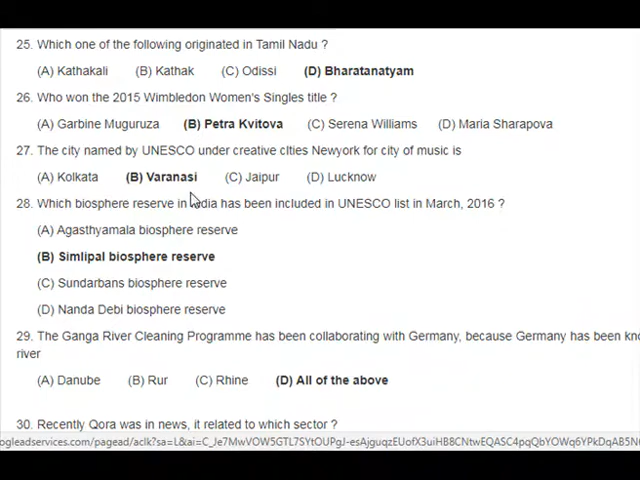 25. Which one of the following originated in Tamil Nadu ?
(A) Kathakali (B) Kathak (C) Odissi (D) Bharatanatyam
26. Who won the 2015 Wimbledon Women's Singles title ?
(A) Garbine Muguruza (B) Petra Kvitova (C) Serena Williams (D) Maria Sharapova
27. The city named by UNESCO under creative cIties Newyork for city of music is
(A) Kolkata (B) Varanasi (C) Jaipur (D) Lucknow
28. Which biosphere reserve in India has been included in UNESCO list in March, 2016 ?
(A) Agasthyamala biosphere reserve
(B) Simlipal biosphere reserve
(C) Sundarbans biosphere reserve
(D) Nanda Debi biosphere reserve
29. The Ganga River Cleaning Programme has been collaborating with Germany, because Germany has been kno
river
(A) Danube (B) Rur (C) Rhine (D) All of the above
30. Recently Qora was in news, it related to which sector ?